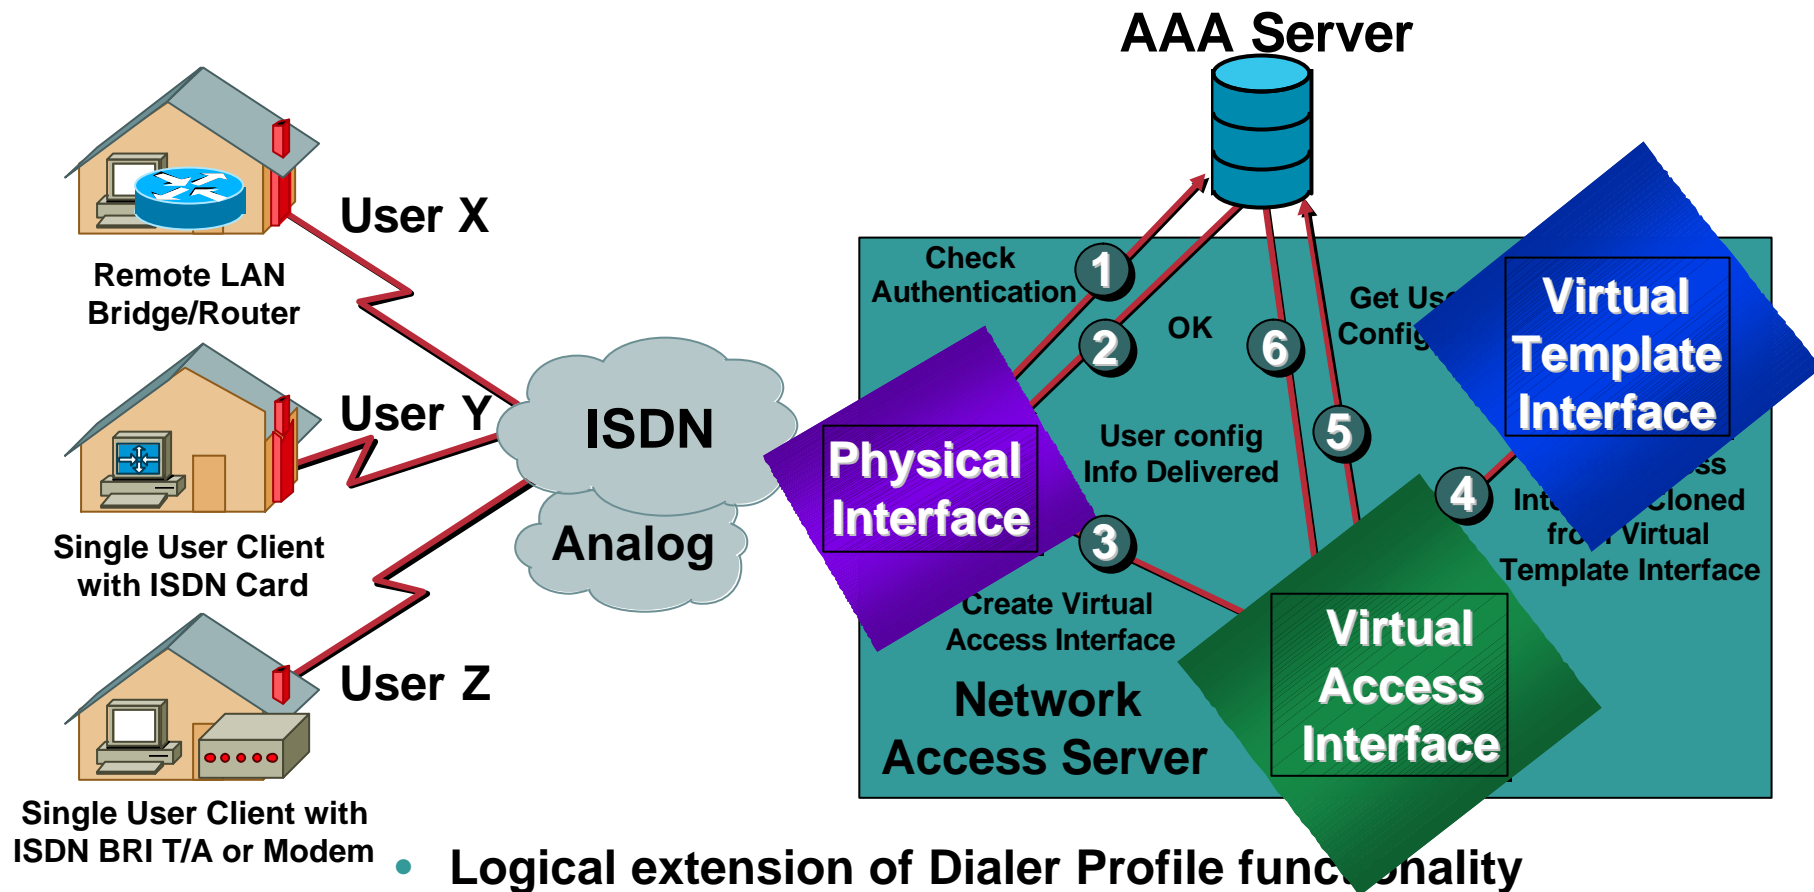 AAA Server
User X
Remote LAN
Bridge/Router
User Y
Single User Client
with ISDN Card
User Z
Single User Client with
ISDN BRI T/A or Modem
ISDN
Analog
Check
Authentication
1
2
OK
6
Get
5
User config
Info Delivered
Physical
Interface
3
Create Virtual
Access Interface
4
Cloned
Virtual
Template Interface
Virtual
Template
Interface
Virtual
Access
Interface
Network
Access Server
• Logical extension of Dialer Profile